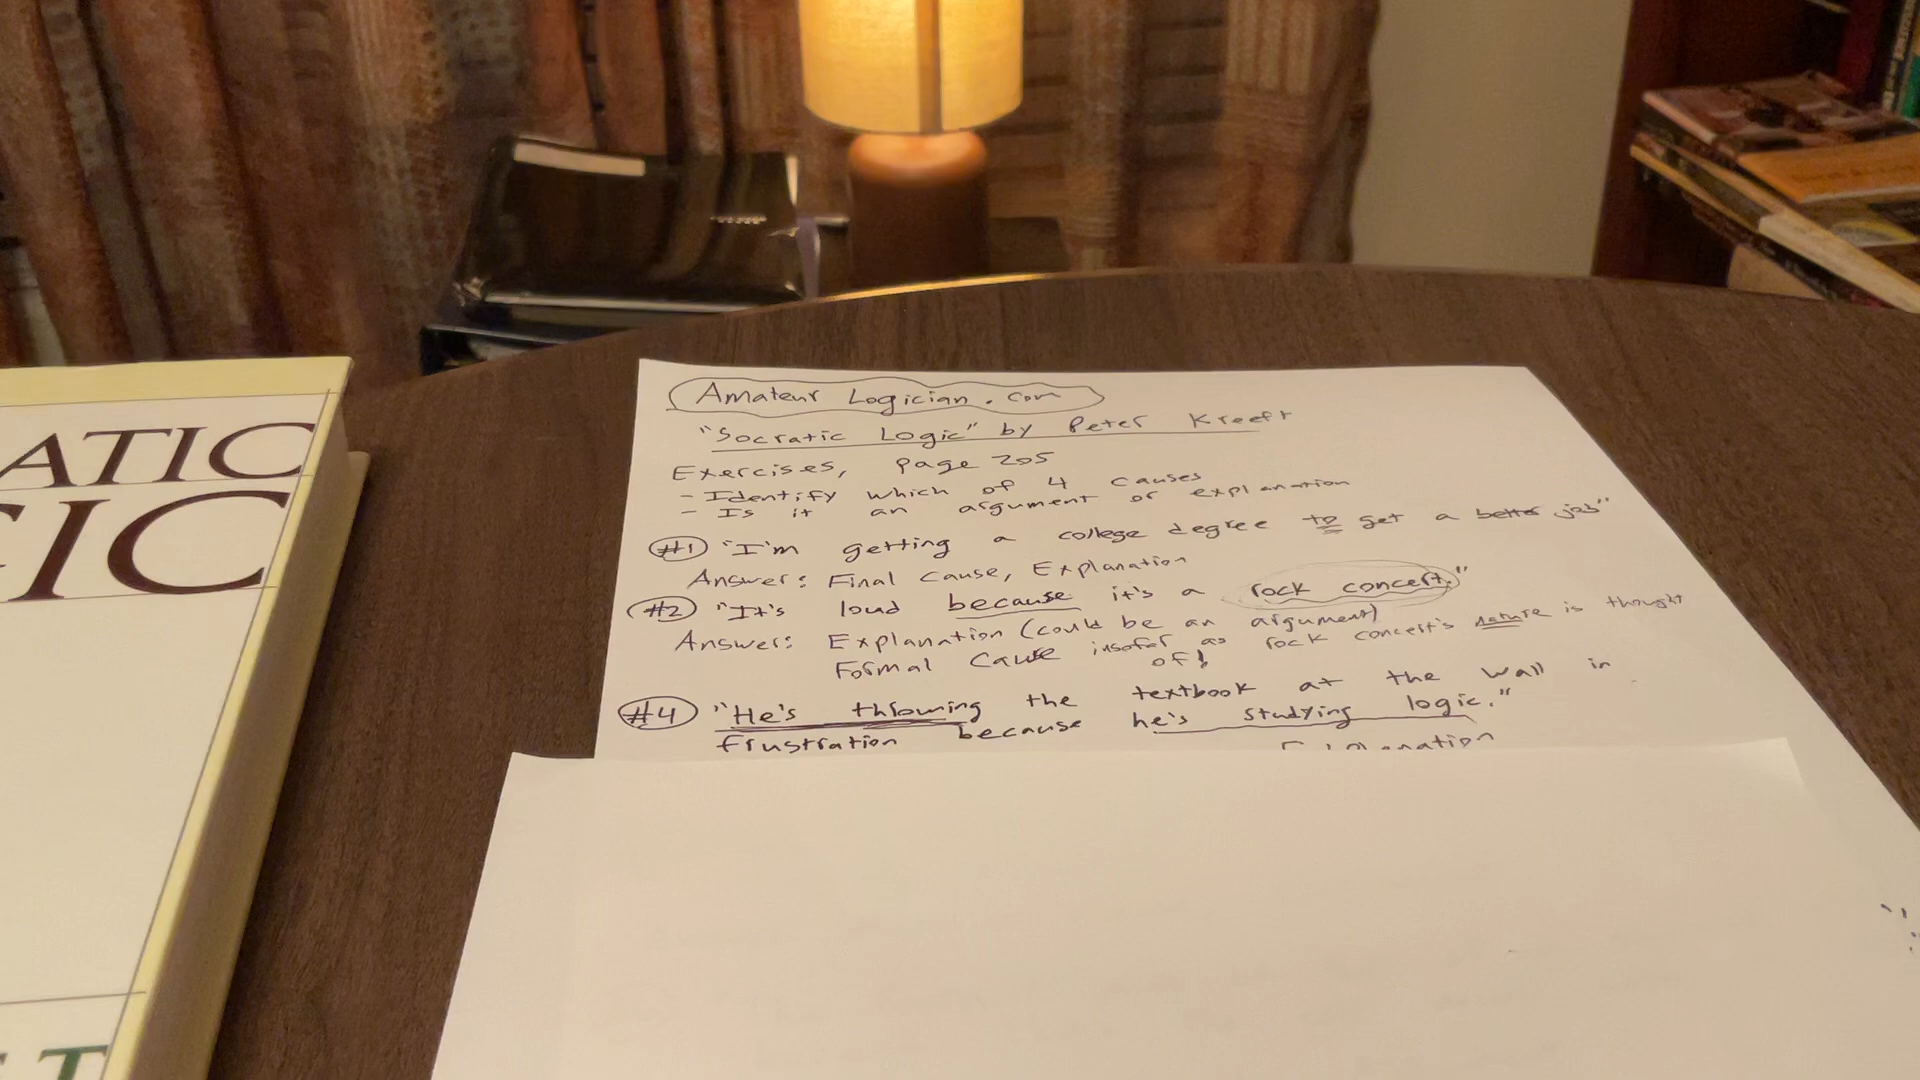 ATIC
GIC
ET
Amateur Logician.com
"Socratic Logic" by Peter Kreeft
Exercises, Page 205
- Identify which of 4 causes
- Is it an argument or explanation
#1 "I'm getting a college degree to get a better job"
Answer: Final Cause, Explanation
#2 "It's loud because it's a rock concert."
Answer: Explanation (could be an argument)
Formal Cause insofar as rock concert's nature is thought
of!
#4 "He's throwing the textbook at the wall in
frustration because he's studying logic."
Explanation